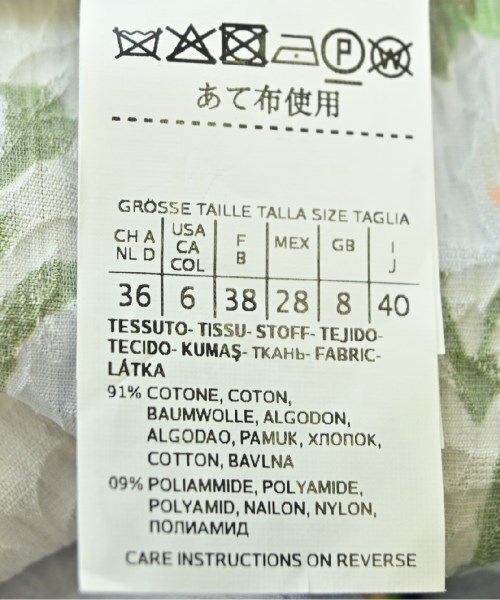 P W
あて布使用
GRÖSSE TAILLE TALLA SIZE TAGLIA
CH A NL D USA CA COL F B MEX GB I J
36 6 38 28 8 40
TESSUTO- TISSU- STOFF- TEJIDO-
TECIDO- KUMAŞ- ТКАНЬ- FABRIC-
LÁTKA
91% COTONE, COTON,
BAUMWOLLE, ALGODON,
ALGODAO, PAMUK, ХЛОПОК,
COTTON, BAVLNA
09% POLIAMMIDE, POLYAMIDE,
POLYAMID, NAILON, NYLON,
ПОЛИАМИД
CARE INSTRUCTIONS ON REVERSE